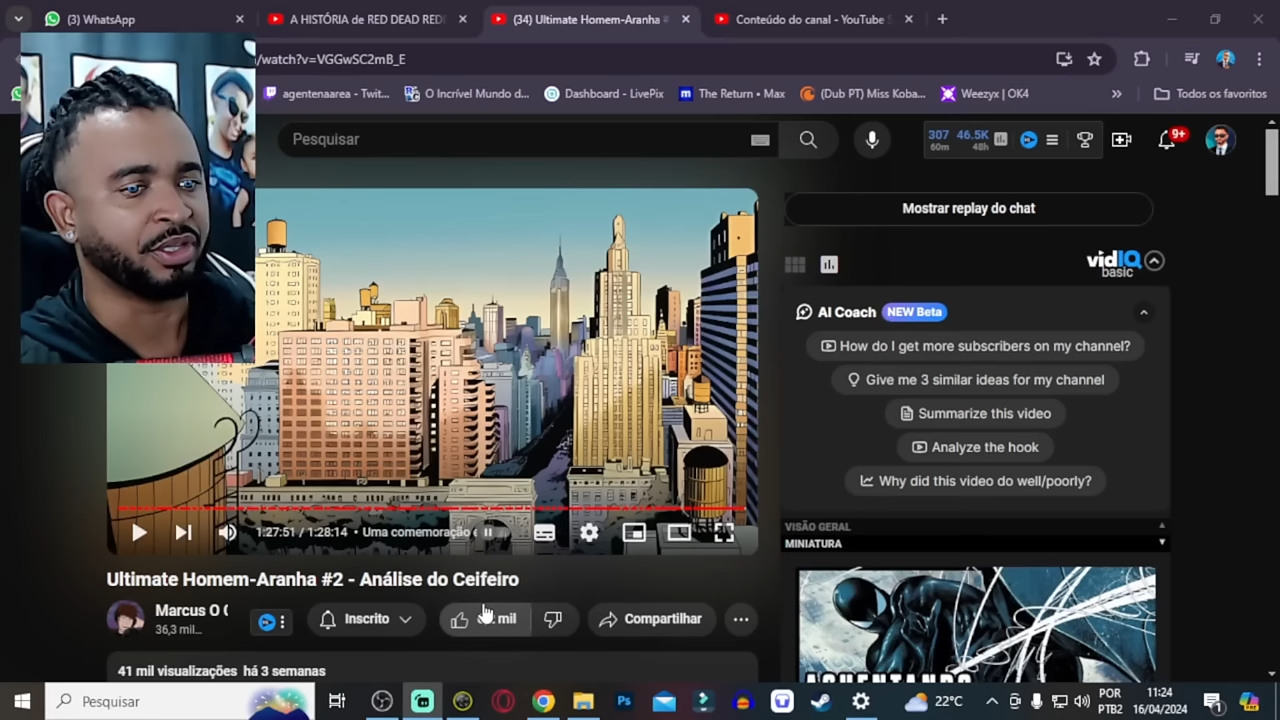 (3) WhatsApp
A HISTÓRIA de RED DEAD REDE
(34) Ultimate Homem-Aranha #
Conteúdo do canal - YouTube S
/watch?v=VGGwSC2mB_E
agentenaarea - Twit...
O Incrível Mundo d...
Dashboard - LivePix
The Return • Max
(Dub PT) Miss Koba...
Weezyx | OK4
Todos os favoritos
Pesquisar
307 46.5K
60m 48h
9+
Mostrar replay do chat
vidIQ
basic
AI Coach NEW Beta
How do I get more subscribers on my channel?
Give me 3 similar ideas for my channel
Summarize this video
Analyze the hook
Why did this video do well/poorly?
VISÃO GERAL
MINIATURA
1:27:51 / 1:28:14 • Uma comemoração
Ultimate Homem-Aranha #2 - Análise do Ceifeiro
Marcus O
36,3 mil...
Inscrito
mil
Compartilhar
41 mil visualizações há 3 semanas
Pesquisar
Ps
22°C
POR
PTB2
11:24
16/04/2024
1